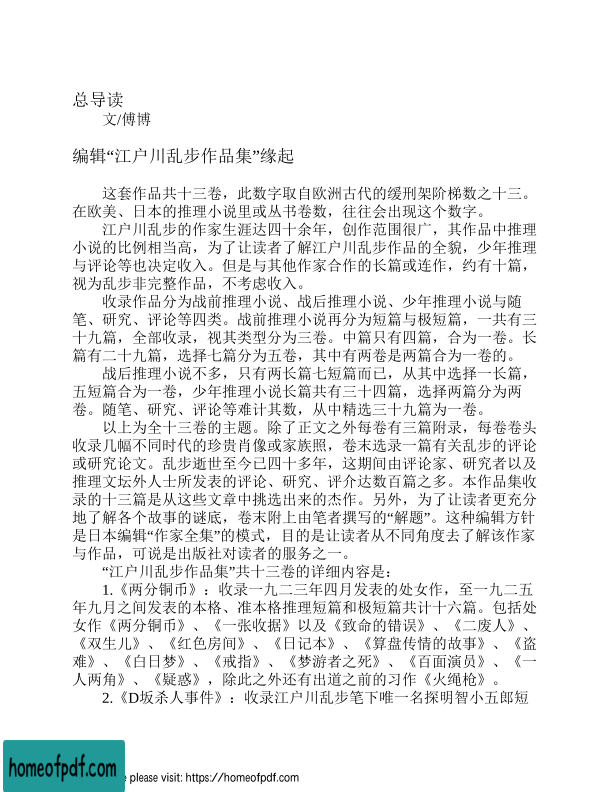 总导读
文/傅博
编辑“江户川乱步作品集”缘起
这套作品共十三卷，此数字取自欧洲古代的缓刑架阶梯数之十三。
在欧美、日本的推理小说里或丛书卷数，往往会出现这个数字。
江户川乱步的作家生涯达四十余年，创作范围很广，其作品中推理
小说的比例相当高，为了让读者了解江户川乱步作品的全貌，少年推理
与评论等也决定收入。但是与其他作家合作的长篇或连作，约有十篇，
视为乱步非完整作品，不考虑收入。
收录作品分为战前推理小说、战后推理小说、少年推理小说与随
笔、研究、评论等四类。战前推理小说再分为短篇与极短篇，一共有三
十九篇，全部收录，视其类型分为三卷。中篇只有四篇，合为一卷。长
篇有二十九篇，选择七篇分为五卷，其中有两卷是两篇合为一卷的。
战后推理小说不多，只有两长篇七短篇而已，从其中选择一长篇，
五短篇合为一卷，少年推理小说长篇共有三十四篇，选择两篇分为两
卷。随笔、研究、评论等难计其数，从中精选三十九篇为一卷。
以上为全十三卷的主题。除了正文之外每卷有三篇附录，每卷卷头
收录几幅不同时代的珍贵肖像或家族照，卷末选录一篇有关乱步的评论
或研究论文。乱步逝世至今已四十多年，这期间由评论家、研究者以及
推理文坛外人士所发表的评论、研究、评介达数百篇之多。本作品集收
录的十三篇是从这些文章中挑选出来的杰作。另外，为了让读者更充分
地了解各个故事的谜底，卷末附上由笔者撰写的“解题”。这种编辑方针
是日本编辑“作家全集”的模式，目的是让读者从不同角度去了解该作家
与作品，可说是出版社对读者的服务之一。
“江户川乱步作品集”共十三卷的详细内容是：
1.《两分铜币》：收录一九二三年四月发表的处女作，至一九二五
年九月之间发表的本格、准本格推理短篇和极短篇共计十六篇。包括处
女作《两分铜币》、《一张收据》以及《致命的错误》、《二废人》、
《双生儿》、《红色房间》、《日记本》、《算盘传情的故事》、《盗
难》、《白日梦》、《戒指》、《梦游者之死》、《百面演员》、《一
人两角》、《疑惑》，除此之外还有出道之前的习作《火绳枪》。
2.《D坂杀人事件》：收录江户川乱步笔下唯一名探明智小五郎短
homeofpdf.com
please visit: https://homeofpdf.com